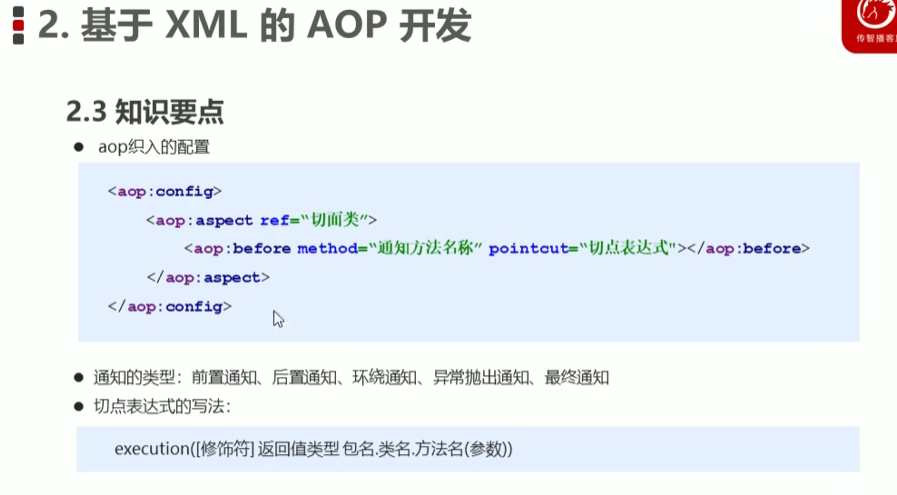 2. 基于 XML 的 AOP 开发
传智播客
2.3 知识要点
● aop织入的配置
<aop:config>
<aop:aspect ref=“切面类”>
<aop:before method=“通知方法名称” pointcut=“切点表达式"></aop:before>
</aop:aspect>
</aop:config>
● 通知的类型：前置通知、后置通知、环绕通知、异常抛出通知、最终通知
● 切点表达式的写法：
execution([修饰符] 返回值类型 包名.类名.方法名(参数))